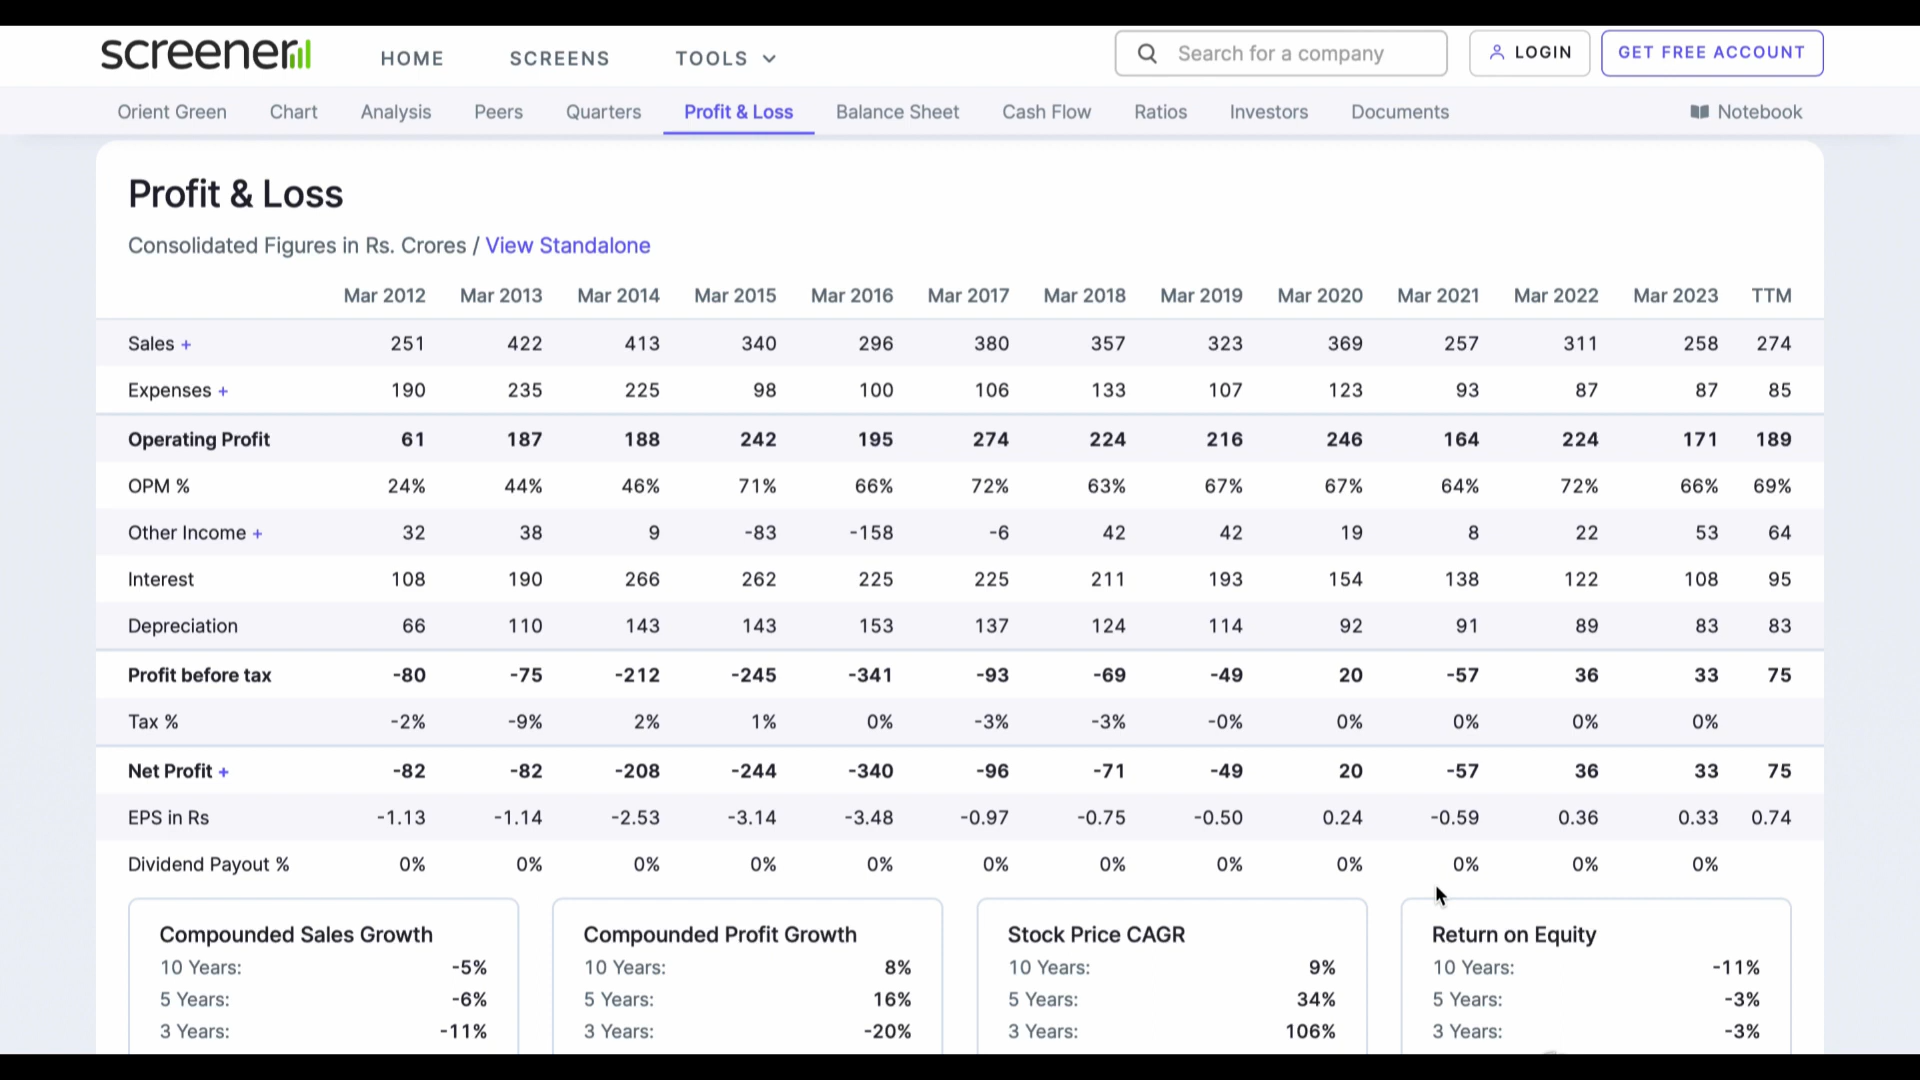 screener
HOME SCREENS TOOLS
Search for a company
LOGIN
GET FREE ACCOUNT
Orient Green Chart Analysis Peers Quarters Profit & Loss Balance Sheet Cash Flow Ratios Investors Documents Notebook
Profit & Loss
Consolidated Figures in Rs. Crores / View Standalone
Mar 2012 Mar 2013 Mar 2014 Mar 2015 Mar 2016 Mar 2017 Mar 2018 Mar 2019 Mar 2020 Mar 2021 Mar 2022 Mar 2023 TTM
Sales + 251 422 413 340 296 380 357 323 369 257 311 258 274
Expenses + 190 235 225 98 100 106 133 107 123 93 87 87 85
Operating Profit 61 187 188 242 195 274 224 216 246 164 224 171 189
OPM % 24% 44% 46% 71% 66% 72% 63% 67% 67% 64% 72% 66% 69%
Other Income + 32 38 9 -83 -158 -6 42 42 19 8 22 53 64
Interest 108 190 266 262 225 225 211 193 154 138 122 108 95
Depreciation 66 110 143 143 153 137 124 114 92 91 89 83 83
Profit before tax -80 -75 -212 -245 -341 -93 -69 -49 20 -57 36 33 75
Tax % -2% -9% 2% 1% 0% -3% -3% -0% 0% 0% 0% 0%
Net Profit + -82 -82 -208 -244 -340 -96 -71 -49 20 -57 36 33 75
EPS in Rs -1.13 -1.14 -2.53 -3.14 -3.48 -0.97 -0.75 -0.50 0.24 -0.59 0.36 0.33 0.74
Dividend Payout % 0% 0% 0% 0% 0% 0% 0% 0% 0% 0% 0% 0%
Compounded Sales Growth
10 Years: -5%
5 Years: -6%
3 Years: -11%
Compounded Profit Growth
10 Years: 8%
5 Years: 16%
3 Years: -20%
Stock Price CAGR
10 Years: 9%
5 Years: 34%
3 Years: 106%
Return on Equity
10 Years: -11%
5 Years: -3%
3 Years: -3%